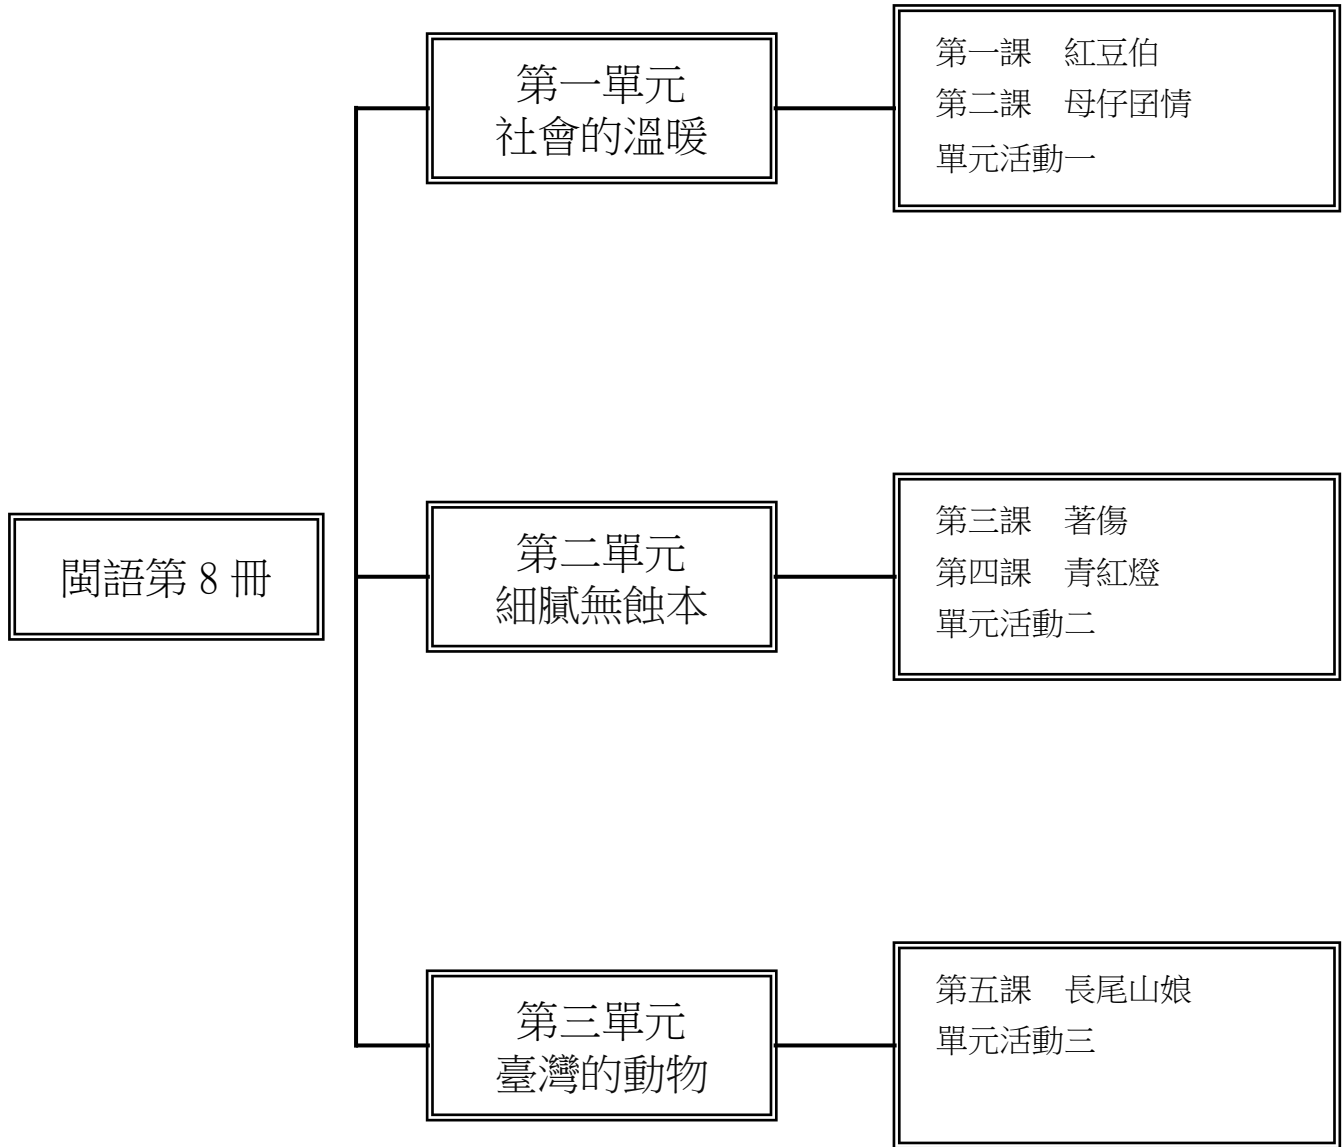 閩語第 8 冊
第一單元
社會的溫暖
第一課　紅豆伯
第二課　母仔囝情
單元活動一
第二單元
細膩無蝕本
第三課　著傷
第四課　青紅燈
單元活動二
第三單元
臺灣的動物
第五課　長尾山娘
單元活動三